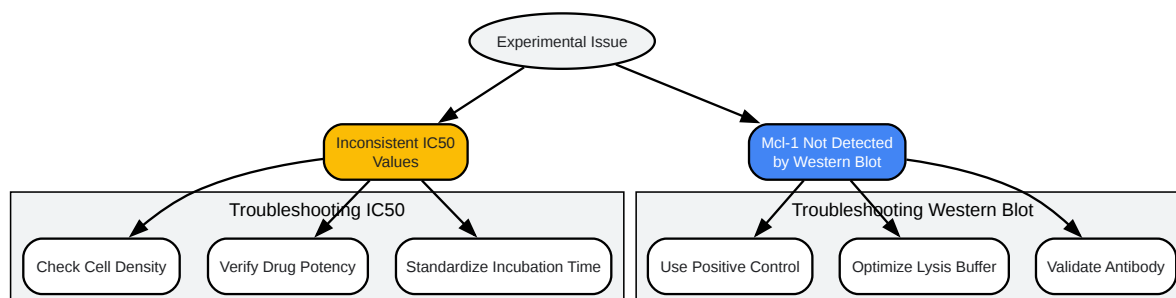 Experimental Issue
Inconsistent IC50
Values
Mcl-1 Not Detected
by Western Blot
Troubleshooting IC50
Troubleshooting Western Blot
Check Cell Density
Verify Drug Potency
Standardize Incubation Time
Use Positive Control
Optimize Lysis Buffer
Validate Antibody